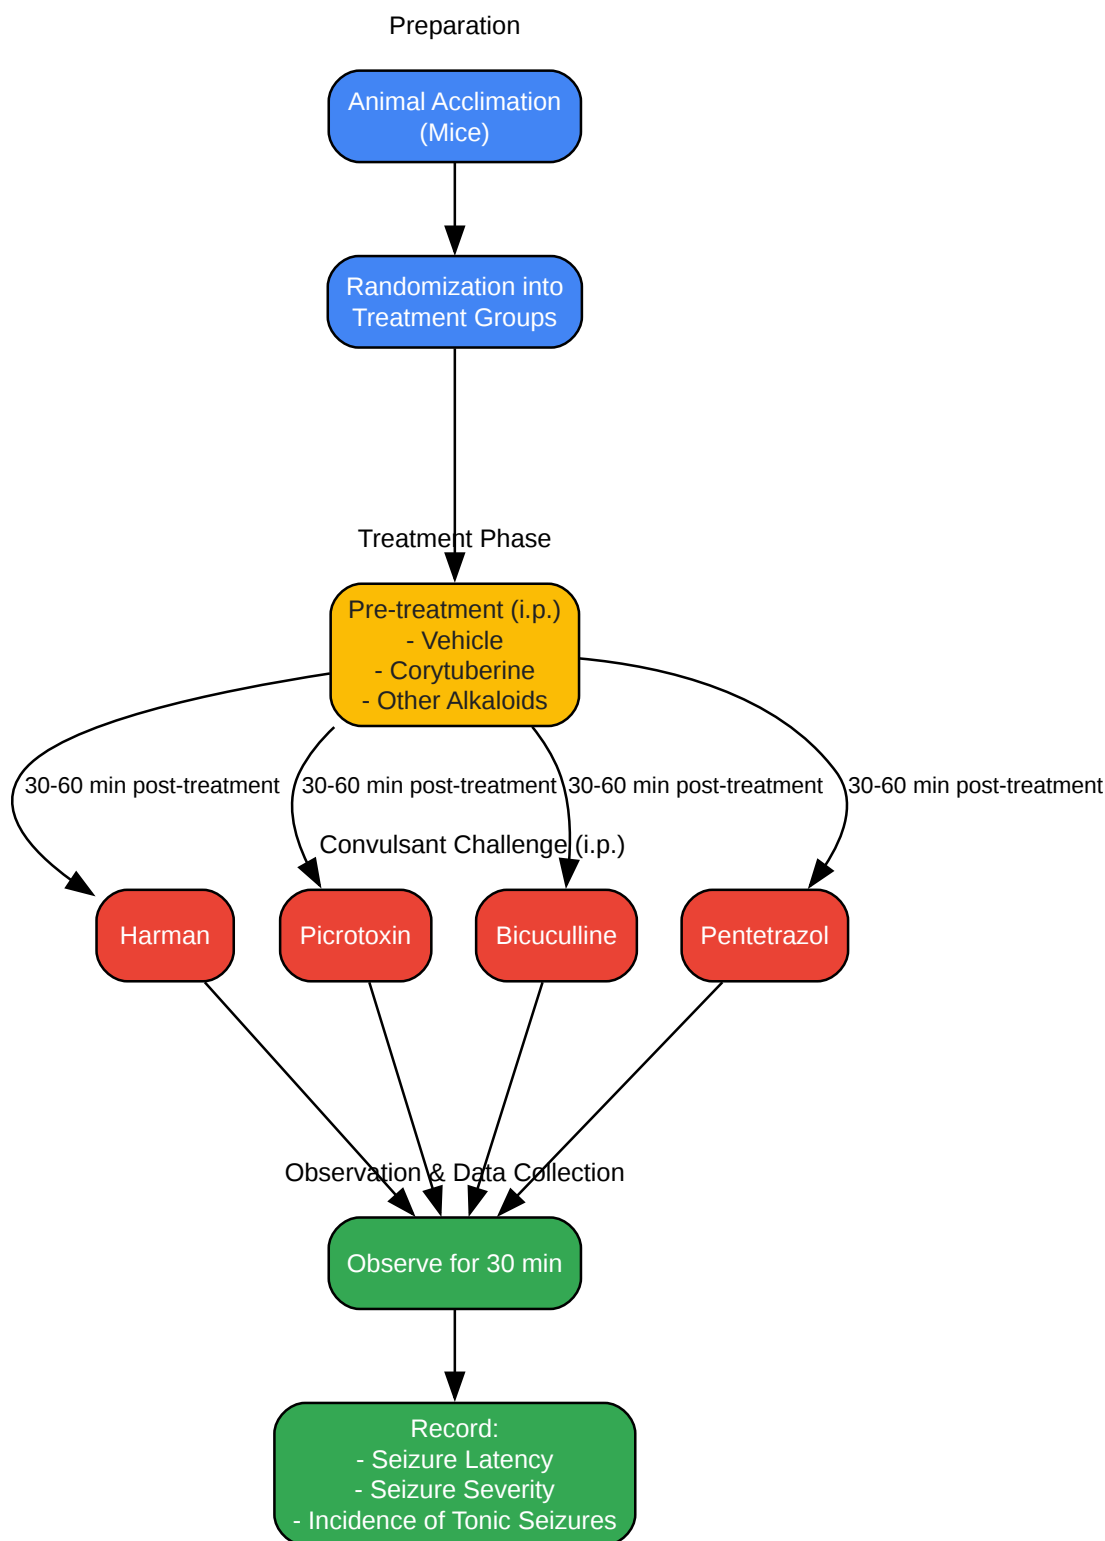 Preparation
Animal Acclimation
(Mice)
Randomization into
Treatment Groups
Treatment Phase
Pre-treatment (i.p.)
- Vehicle
- Corytuberine
- Other Alkaloids
30-60 min post-treatment
30-60 min post-treatment
30-60 min post-treatment
30-60 min post-treatment
Convulsant Challenge (i.p.)
Harman
Picrotoxin
Bicuculline
Pentetrazol
Observation & Data Collection
Observe for 30 min
Record:
- Seizure Latency
- Seizure Severity
- Incidence of Tonic Seizures